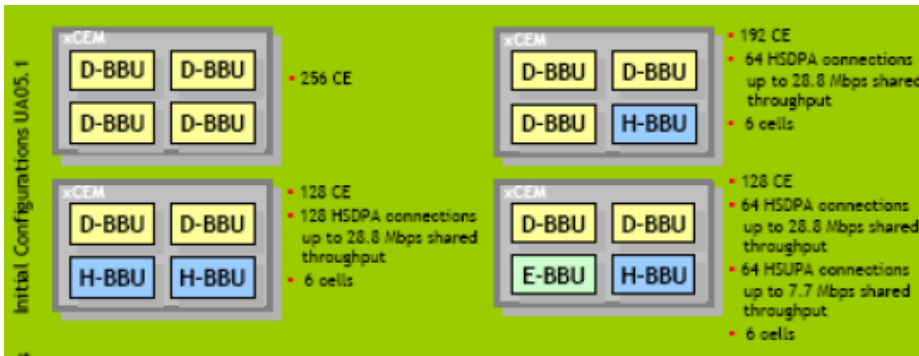 Initial Configurations UA05.1
xCEM
D-BBU D-BBU
D-BBU D-BBU
• 256 CE
xCEM
D-BBU D-BBU
D-BBU H-BBU
• 192 CE
• 64 HSDPA connections
up to 28.8 Mbps shared
throughput
• 6 cells
xCEM
D-BBU D-BBU
H-BBU H-BBU
• 128 CE
• 128 HSDPA connections
up to 28.8 Mbps shared
throughput
• 6 cells
xCEM
D-BBU D-BBU
E-BBU H-BBU
• 128 CE
• 64 HSDPA connections
up to 28.8 Mbps shared
throughput
• 64 HSUPA connections
up to 7.7 Mbps shared
throughput
• 6 cells